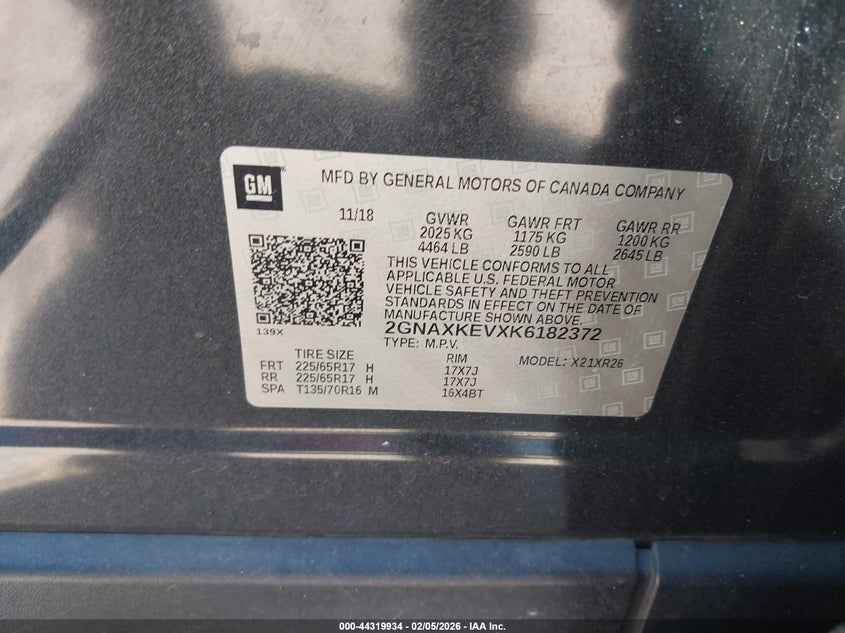 GM
MFD BY GENERAL MOTORS OF CANADA COMPANY
11/18 GVWR GAWR FRT GAWR RR
2025 KG 1175 KG 1200 KG
4464 LB 2590 LB 2645 LB
THIS VEHICLE CONFORMS TO ALL
APPLICABLE U.S. FEDERAL MOTOR
VEHICLE SAFETY AND THEFT PREVENTION
STANDARDS IN EFFECT ON THE DATE OF
MANUFACTURE SHOWN ABOVE.
139X 2GNAXKEVXK6182372
TYPE: M.P.V.
TIRE SIZE RIM MODEL: X21XR26
FRT 225/65R17 H 17X7J
RR 225/65R17 H 17X7J
SPA T135/70R16 M 16X4BT
000-44319934 - 02/05/2026 - IAA Inc.